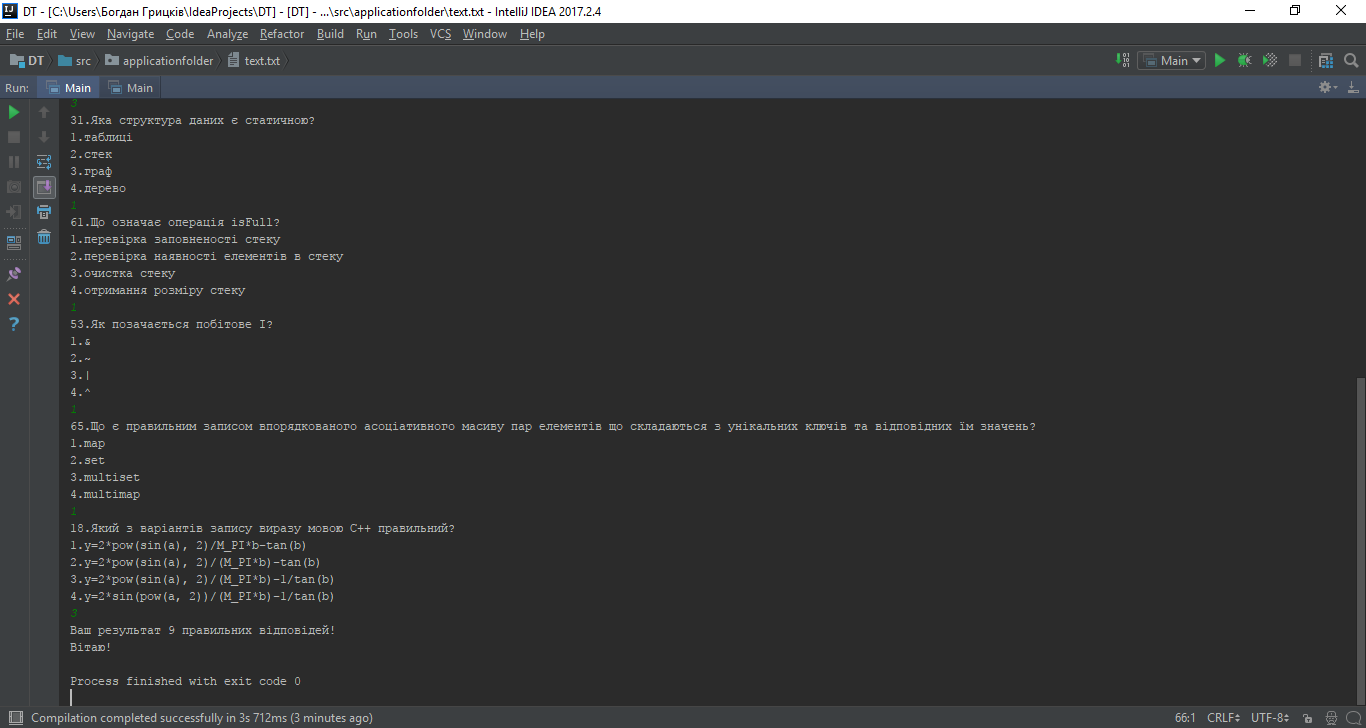 DT - [C:\Users\Богдан Грицків\IdeaProjects\DT] - [DT] - ...\src\applicationfolder\text.txt - IntelliJ IDEA 2017.2.4
File Edit View Navigate Code Analyze Refactor Build Run Tools VCS Window Help
DT src applicationfolder text.txt Main
Run: Main Main
3
31.Яка структура даних є статичною?
1.таблиці
2.стек
3.граф
4.дерево
1
61.Що означає операція isFull?
1.перевірка заповненості стеку
2.перевірка наявності елементів в стеку
3.очистка стеку
4.отримання розміру стеку
1
53.Як позачається побітове І?
1.&
2.~
3.|
4.^
1
65.Що є правильним записом впорядкованого асоціативного масиву пар елементів що складаються з унікальних ключів та відповідних їм значень?
1.map
2.set
3.multiset
4.multimap
1
18.Який з варіантів запису виразу мовою С++ правильний?
1.y=2*pow(sin(a), 2)/M_PI*b-tan(b)
2.y=2*pow(sin(a), 2)/(M_PI*b)-tan(b)
3.y=2*pow(sin(a), 2)/(M_PI*b)-1/tan(b)
4.y=2*sin(pow(a, 2))/(M_PI*b)-1/tan(b)
3
Ваш результат 9 правильних відповідей!
Вітаю!
Process finished with exit code 0
Compilation completed successfully in 3s 712ms (3 minutes ago) 66:1 CRLF UTF-8